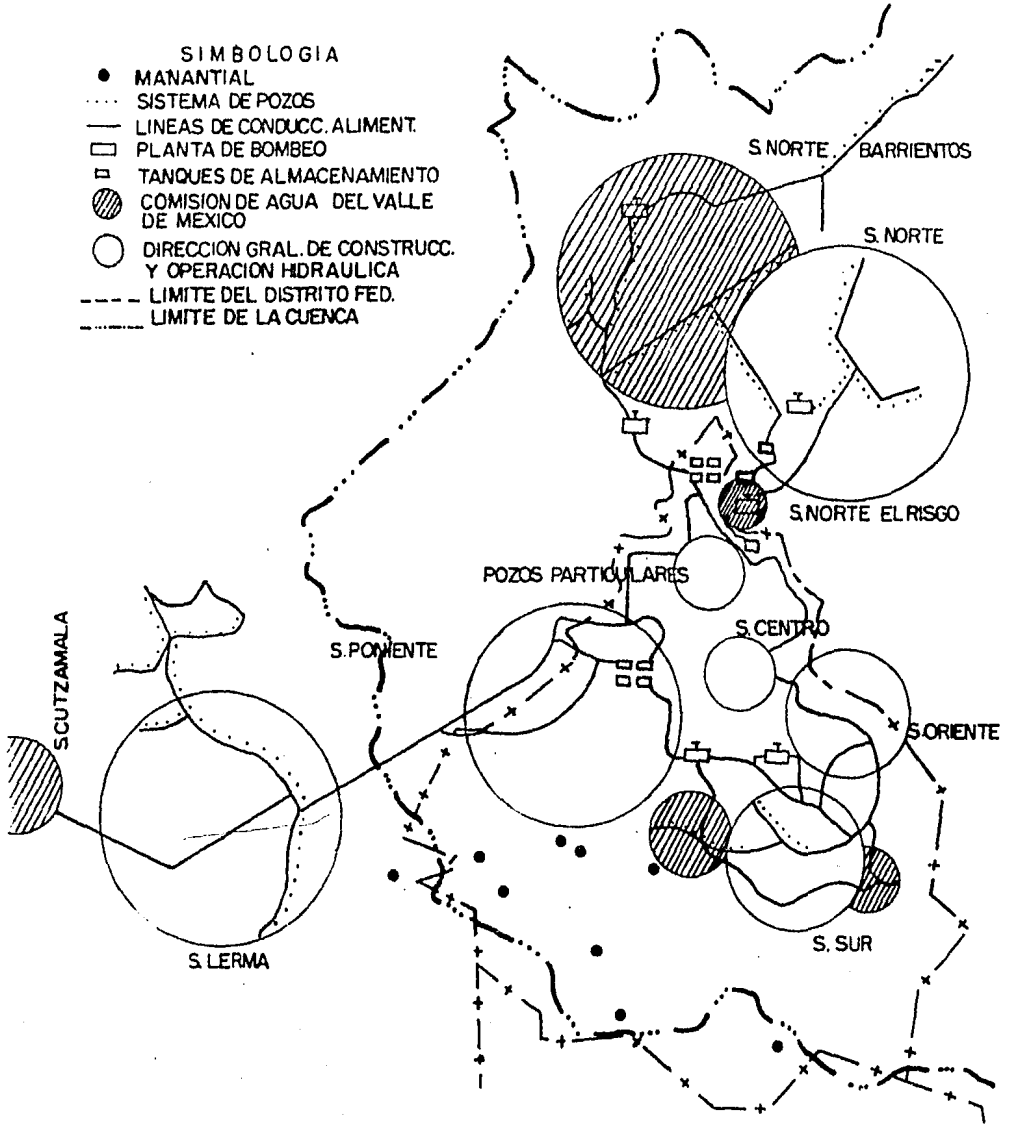 SIMBOLOGIA
MANANTIAL
SISTEMA DE POZOS
LINEAS DE CONDUCC. ALIMENT.
PLANTA DE BOMBEO
TANQUES DE ALMACENAMIENTO
COMISION DE AGUA DEL VALLE
DE MEXICO
DIRECCION GRAL. DE CONSTRUCC.
Y OPERACION HIDRAULICA
LIMITE DEL DISTRITO FED.
LIMITE DE LA CUENCA
S. NORTE BARRIENTOS
S. NORTE
S. NORTE EL RISGO
POZOS PARTICULARES
S. CENTRO
S. PONIENTE
S. CUTZAMALA
S. ORIENTE
S. SUR
S. LERMA